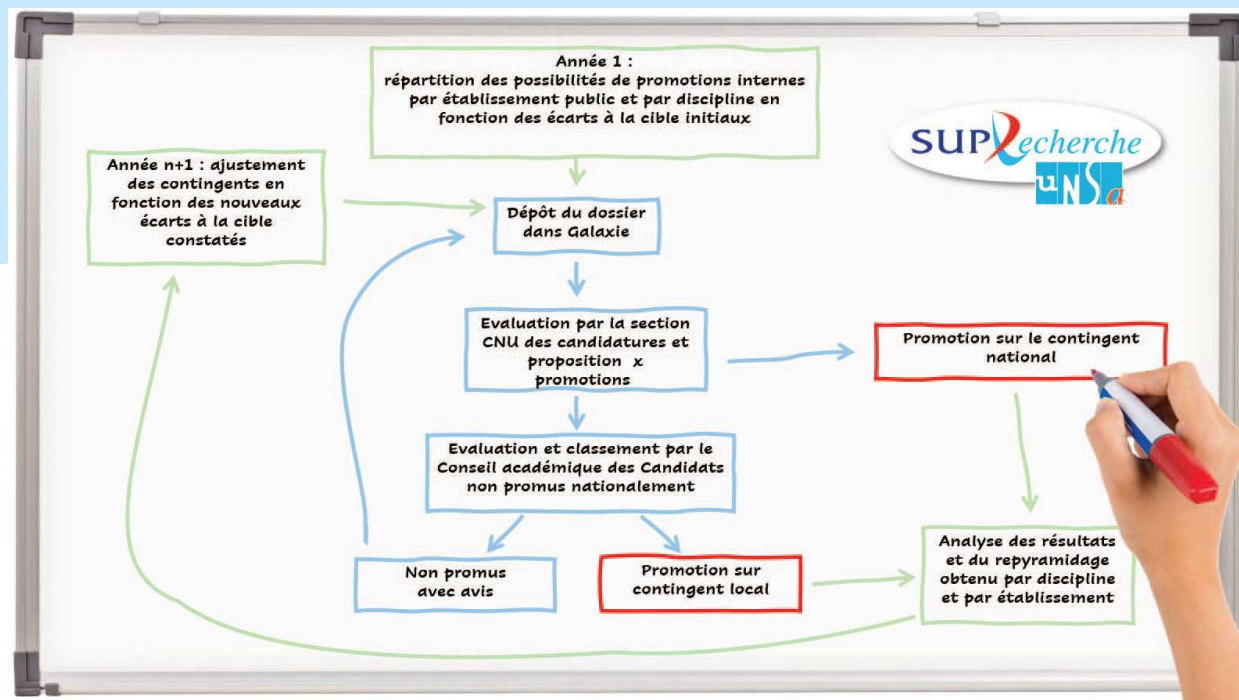 Année 1 :
répartition des possibilités de promotions internes
par établissement public et par discipline en
fonction des écarts à la cible initiaux
SUPRecherche
UNSa
Année n+1 : ajustement
des contingents en
fonction des nouveaux
écarts à la cible
constatés
Dépôt du dossier
dans Galaxie
Evaluation par la section
CNU des candidatures et
proposition x
promotions
Promotion sur le contingent
national
Evaluation et classement par le
Conseil académique des Candidats
non promus nationalement
Non promus
avec avis
Promotion sur
contingent local
Analyse des résultats
et du repyramidage
obtenu par discipline
et par établissement